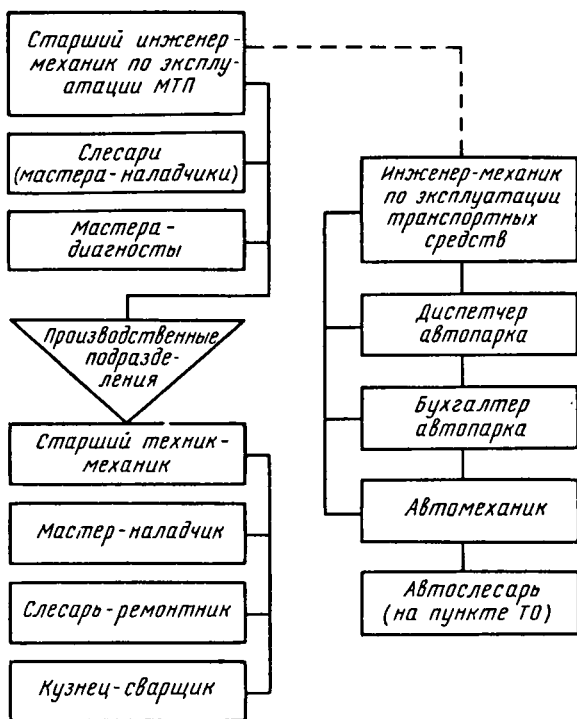 Старший инженер-
механик по эксплу-
атации МТП
Слесари
(мастера-наладчики)
Мастера-
диагносты
Производственные
подразде-
ления
Старший техник-
механик
Мастер-наладчик
Слесарь-ремонтник
Кузнец-сварщик
Инженер-механик
по эксплуатации
транспортных
средств
Диспетчер
автопарка
Бухгалтер
автопарка
Автомеханик
Автослесарь
(на пункте ТО)